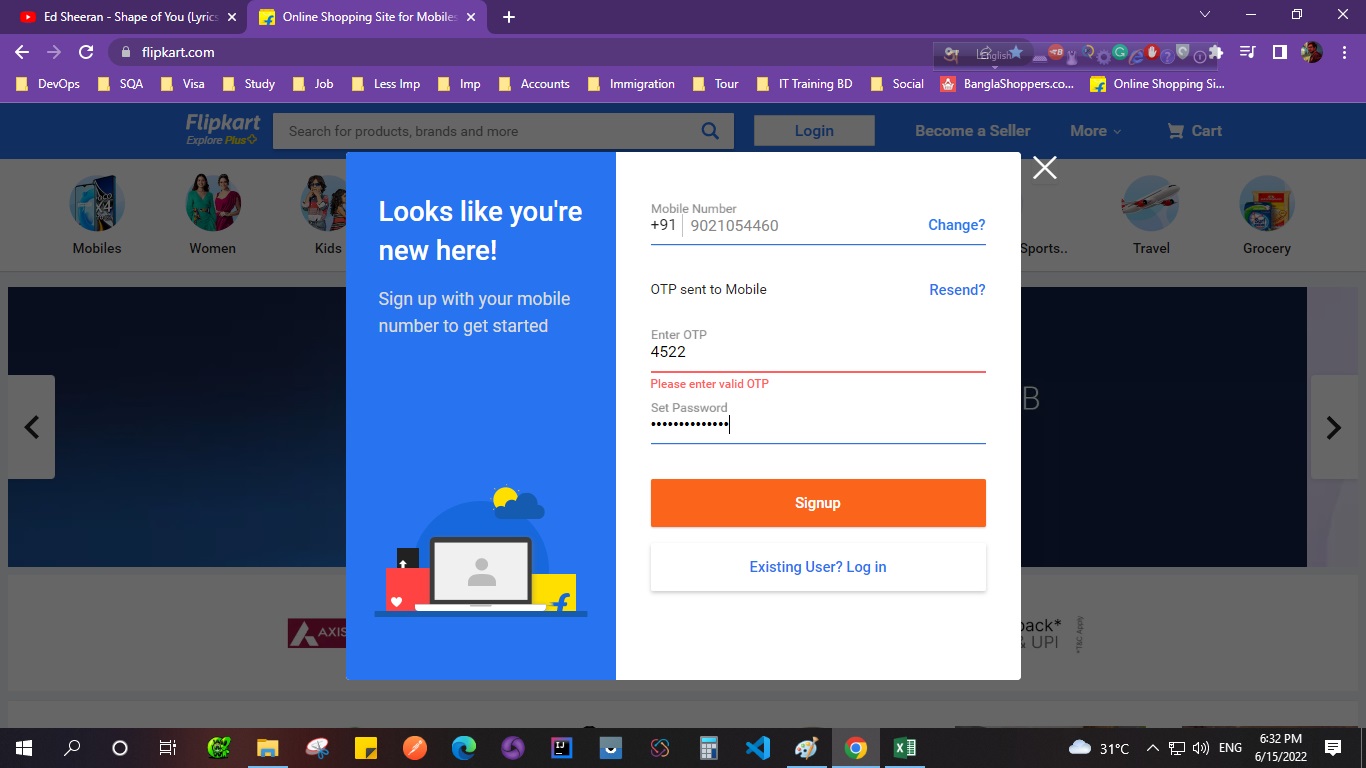 Ed Sheeran - Shape of You (Lyrics
Online Shopping Site for Mobiles
flipkart.com
English
DevOps
SQA
Visa
Study
Job
Less Imp
Imp
Accounts
Immigration
Tour
IT Training BD
Social
BanglaShoppers.co...
Online Shopping Si...
Flipkart
Explore Plus
Search for products, brands and more
Login
Become a Seller
More
Cart
Mobiles
Women
Kids
Sports..
Travel
Grocery
Looks like you're
new here!
Sign up with your mobile
number to get started
Mobile Number
+91 9021054460
Change?
OTP sent to Mobile
Resend?
Enter OTP
4522
Please enter valid OTP
Set Password
••••••••••••••
Signup
Existing User? Log in
B
AXIS
back*
& UPI
*T&C Apply
31°C
ENG
6:32 PM
6/15/2022